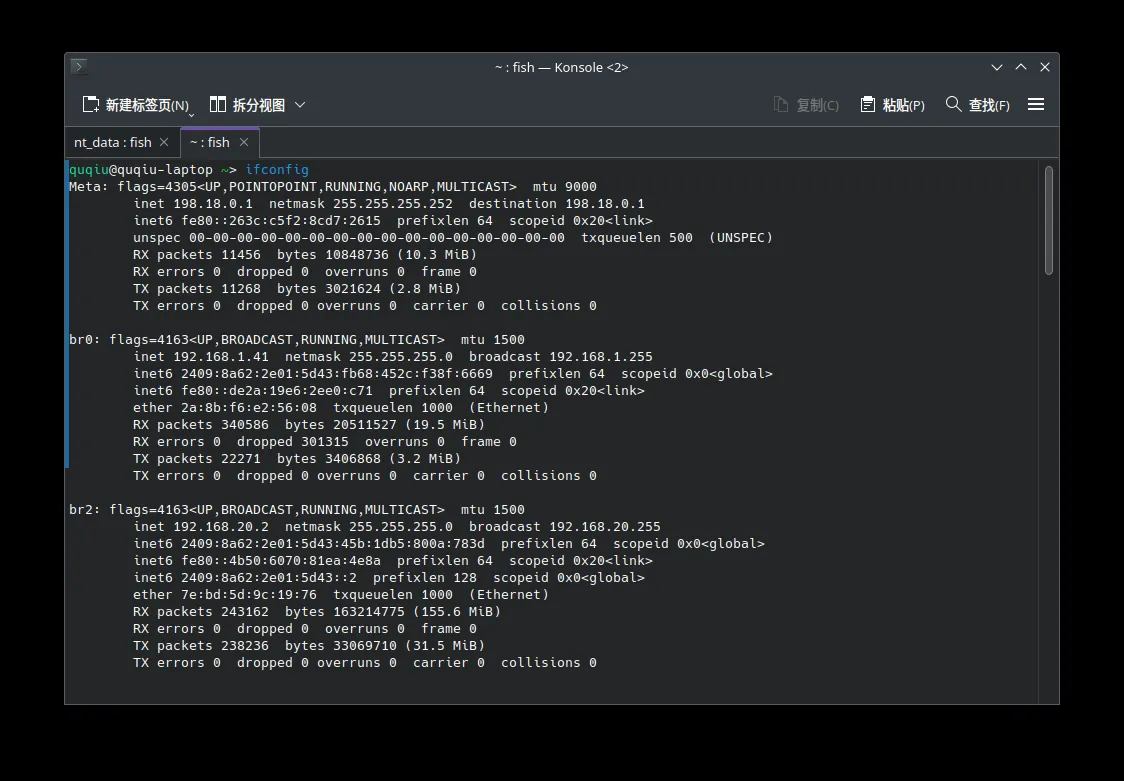 ~ : fish — Konsole <2>
新建标签页(N) 拆分视图 复制(C) 粘贴(P) 查找(F)
nt_data : fish ~ : fish
quqiu@quqiu-laptop ~> ifconfig
Meta: flags=4305<UP,POINTOPOINT,RUNNING,NOARP,MULTICAST>  mtu 9000
        inet 198.18.0.1  netmask 255.255.255.252  destination 198.18.0.1
        inet6 fe80::263c:c5f2:8cd7:2615  prefixlen 64  scopeid 0x20<link>
        unspec 00-00-00-00-00-00-00-00-00-00-00-00-00-00-00-00  txqueuelen 500  (UNSPEC)
        RX packets 11456  bytes 10848736 (10.3 MiB)
        RX errors 0  dropped 0  overruns 0  frame 0
        TX packets 11268  bytes 3021624 (2.8 MiB)
        TX errors 0  dropped 0 overruns 0  carrier 0  collisions 0
br0: flags=4163<UP,BROADCAST,RUNNING,MULTICAST>  mtu 1500
        inet 192.168.1.41  netmask 255.255.255.0  broadcast 192.168.1.255
        inet6 2409:8a62:2e01:5d43:fb68:452c:f38f:6669  prefixlen 64  scopeid 0x0<global>
        inet6 fe80::de2a:19e6:2ee0:c71  prefixlen 64  scopeid 0x20<link>
        ether 2a:8b:f6:e2:56:08  txqueuelen 1000  (Ethernet)
        RX packets 340586  bytes 20511527 (19.5 MiB)
        RX errors 0  dropped 301315  overruns 0  frame 0
        TX packets 22271  bytes 3406868 (3.2 MiB)
        TX errors 0  dropped 0 overruns 0  carrier 0  collisions 0
br2: flags=4163<UP,BROADCAST,RUNNING,MULTICAST>  mtu 1500
        inet 192.168.20.2  netmask 255.255.255.0  broadcast 192.168.20.255
        inet6 2409:8a62:2e01:5d43:45b:1db5:800a:783d  prefixlen 64  scopeid 0x0<global>
        inet6 fe80::4b50:6070:81ea:4e8a  prefixlen 64  scopeid 0x20<link>
        inet6 2409:8a62:2e01:5d43::2  prefixlen 128  scopeid 0x0<global>
        ether 7e:bd:5d:9c:19:76  txqueuelen 1000  (Ethernet)
        RX packets 243162  bytes 163214775 (155.6 MiB)
        RX errors 0  dropped 0  overruns 0  frame 0
        TX packets 238236  bytes 33069710 (31.5 MiB)
        TX errors 0  dropped 0 overruns 0  carrier 0  collisions 0